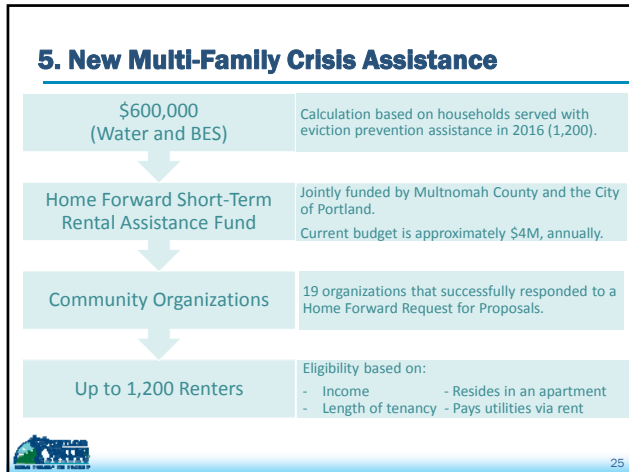 5. New Multi-Family Crisis Assistance
$600,000
(Water and BES)
Calculation based on households served with
eviction prevention assistance in 2016 (1,200).
Home Forward Short-Term
Rental Assistance Fund
Jointly funded by Multnomah County and the City
of Portland.
Current budget is approximately $4M, annually.
Community Organizations
19 organizations that successfully responded to a
Home Forward Request for Proposals.
Up to 1,200 Renters
Eligibility based on:
- Income - Resides in an apartment
- Length of tenancy - Pays utilities via rent
25